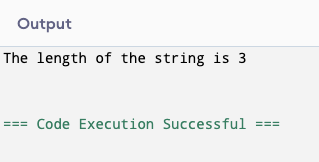 Output
The length of the string is 3
=== Code Execution Successful ===